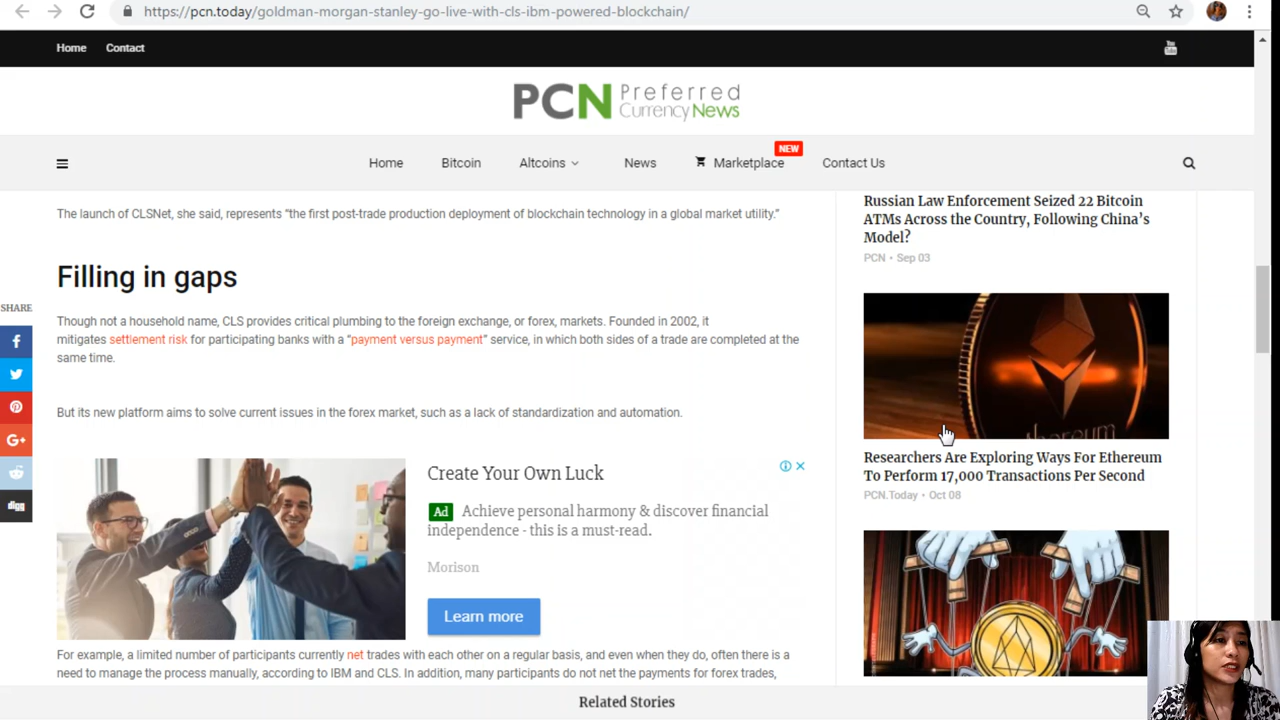 https://pcn.today/goldman-morgan-stanley-go-live-with-cls-ibm-powered-blockchain/
Home Contact
You Tube
PCN Preferred
Currency News
NEW
Home Bitcoin Altcoins News Marketplace Contact Us
The launch of CLSNet, she said, represents “the first post-trade production deployment of blockchain technology in a global market utility.”
Filling in gaps
SHARE
Though not a household name, CLS provides critical plumbing to the foreign exchange, or forex, markets. Founded in 2002, it
mitigates settlement risk for participating banks with a “payment versus payment” service, in which both sides of a trade are completed at the
same time.
But its new platform aims to solve current issues in the forex market, such as a lack of standardization and automation.
G+
digg
Create Your Own Luck
Ad Achieve personal harmony & discover financial
independence - this is a must-read.
Morison
Learn more
For example, a limited number of participants currently net trades with each other on a regular basis, and even when they do, often there is a
need to manage the process manually, according to IBM and CLS. In addition, many participants do not net the payments for forex trades,
Russian Law Enforcement Seized 22 Bitcoin
ATMs Across the Country, Following China’s
Model?
PCN • Sep 03
ethereum
Researchers Are Exploring Ways For Ethereum
To Perform 17,000 Transactions Per Second
PCN.Today • Oct 08
Related Stories